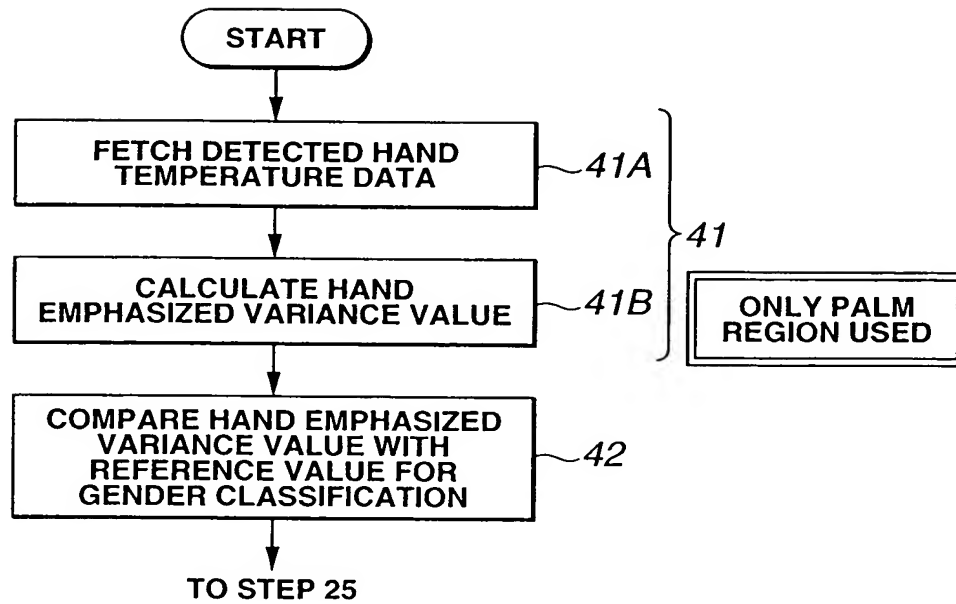 START
FETCH DETECTED HAND
TEMPERATURE DATA
41A
41
CALCULATE HAND
EMPHASIZED VARIANCE VALUE
41B
ONLY PALM
REGION USED
COMPARE HAND EMPHASIZED
VARIANCE VALUE WITH
REFERENCE VALUE FOR
GENDER CLASSIFICATION
42
TO STEP 25